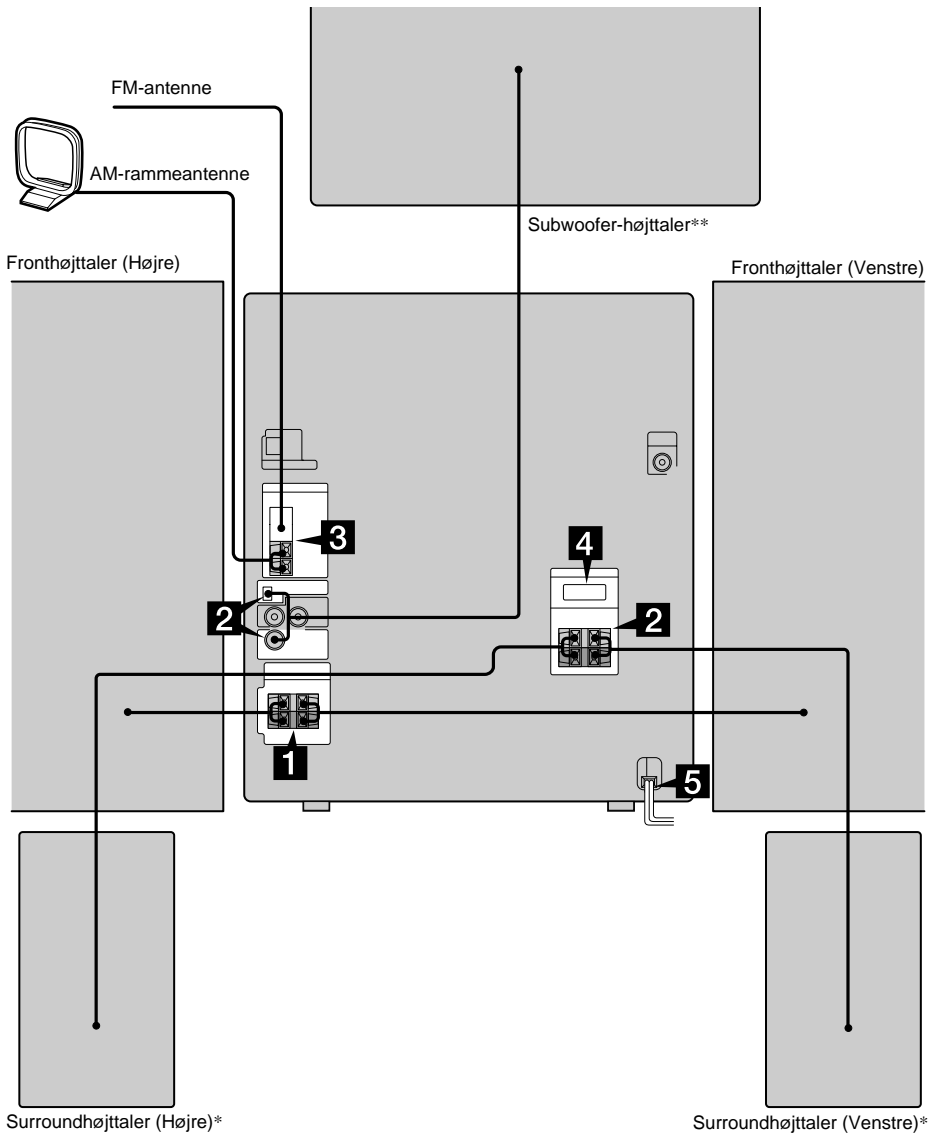 FM-antenne
AM-rammeantenne
Subwoofer-højttaler**
Fronthøjttaler (Højre)
Fronthøjttaler (Venstre)
3
4
2
2
1
5
Surroundhøjttaler (Højre)*
Surroundhøjttaler (Venstre)*